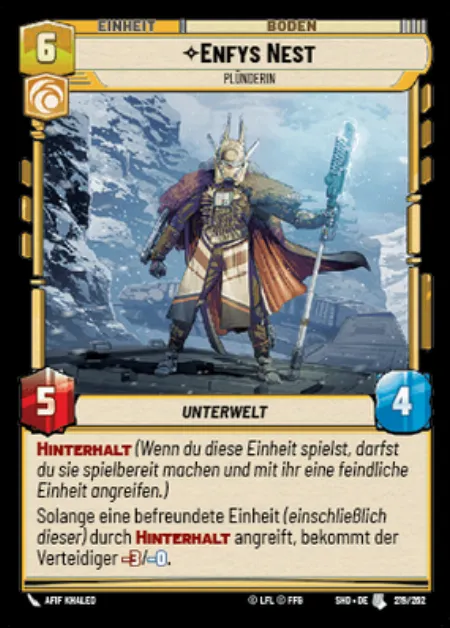 EINHEIT BODEN
6
✧ENFYS NEST
PLÜNDERIN
5
UNTERWELT
4
HINTERHALT (Wenn du diese Einheit spielst, darfst
du sie spielbereit machen und mit ihr eine feindliche
Einheit angreifen.)
Solange eine befreundete Einheit (einschließlich
dieser) durch HINTERHALT angreift, bekommt der
Verteidiger -3/-0.
AFIF KHALED
© LFL © FFG
SHD • DE
219/262